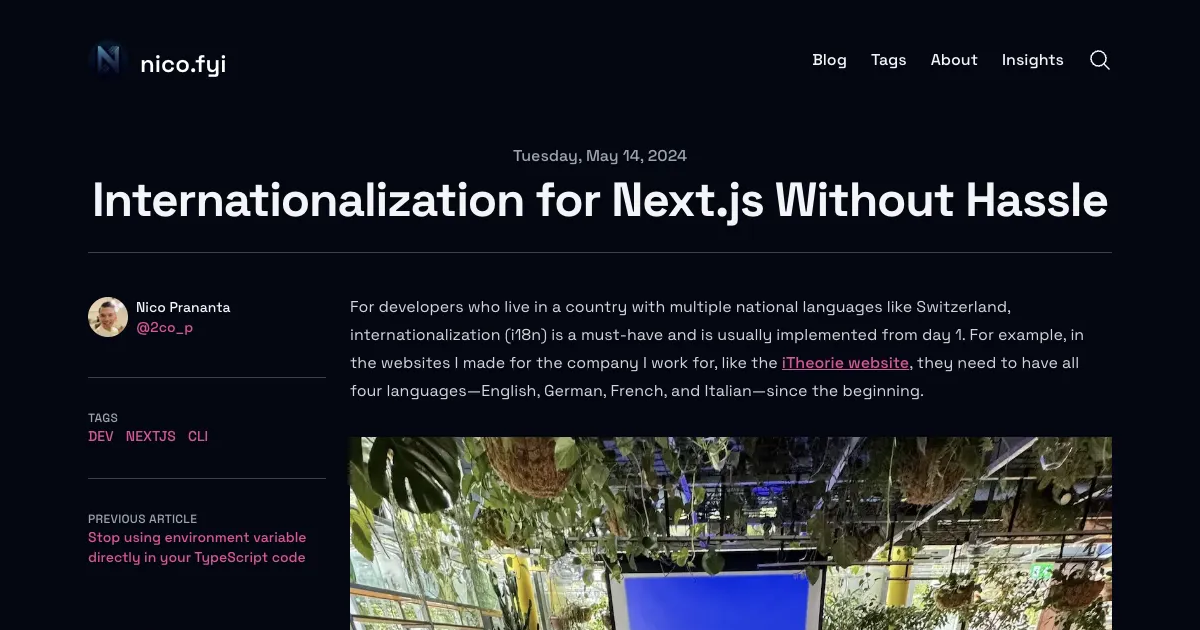 nico.fyi
Blog Tags About Insights
Tuesday, May 14, 2024
Internationalization for Next.js Without Hassle
Nico Prananta
@2co_p
TAGS
DEV NEXTJS CLI
PREVIOUS ARTICLE
Stop using environment variable
directly in your TypeScript code
For developers who live in a country with multiple national languages like Switzerland,
internationalization (i18n) is a must-have and is usually implemented from day 1. For example, in
the websites I made for the company I work for, like the iTheorie website, they need to have all
four languages—English, German, French, and Italian—since the beginning.